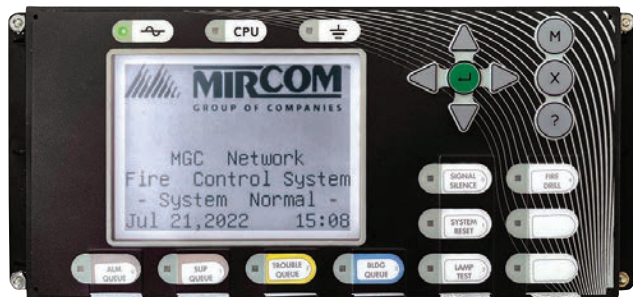 CPU
MIRCOM
GROUP OF COMPANIES
MGC Network
Fire Control System
- System Normal -
Jul 21,2022 15:08
M
X
?
SIGNAL
SILENCE
FIRE
DRILL
SYSTEM
RESET
LAMP
TEST
ALM
QUEUE
SUP
QUEUE
TROUBLE
QUEUE
BLDG
QUEUE